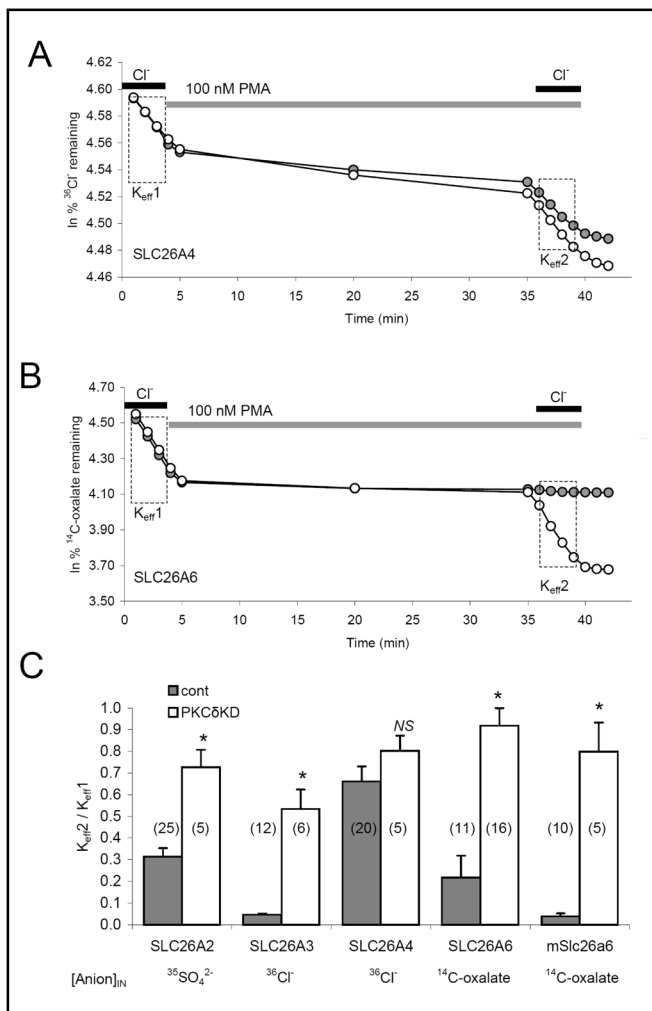 A
Cl⁻
Cl⁻
100 nM PMA
4.62
4.60
4.58
4.56
4.54
4.52
4.50
4.48
4.46
ln % ³⁶Cl⁻ remaining
Keff1
Keff2
SLC26A4
0 5 10 15 20 25 30 35 40
Time (min)
B
Cl⁻
Cl⁻
100 nM PMA
4.70
4.50
4.30
4.10
3.90
3.70
3.50
ln % ¹⁴C-oxalate remaining
Keff1
Keff2
SLC26A6
0 5 10 15 20 25 30 35 40
Time (min)
C
cont
PKCδKD
1.0
0.9
0.8
0.7
0.6
0.5
0.4
0.3
0.2
0.1
0.0
Keff2 / Keff1
* * NS * *
(25) (5) (12) (6) (20) (5) (11) (16) (10) (5)
SLC26A2 SLC26A3 SLC26A4 SLC26A6 mSlc26a6
[Anion]IN ³⁵SO₄²⁻ ³⁶Cl⁻ ³⁶Cl⁻ ¹⁴C-oxalate ¹⁴C-oxalate